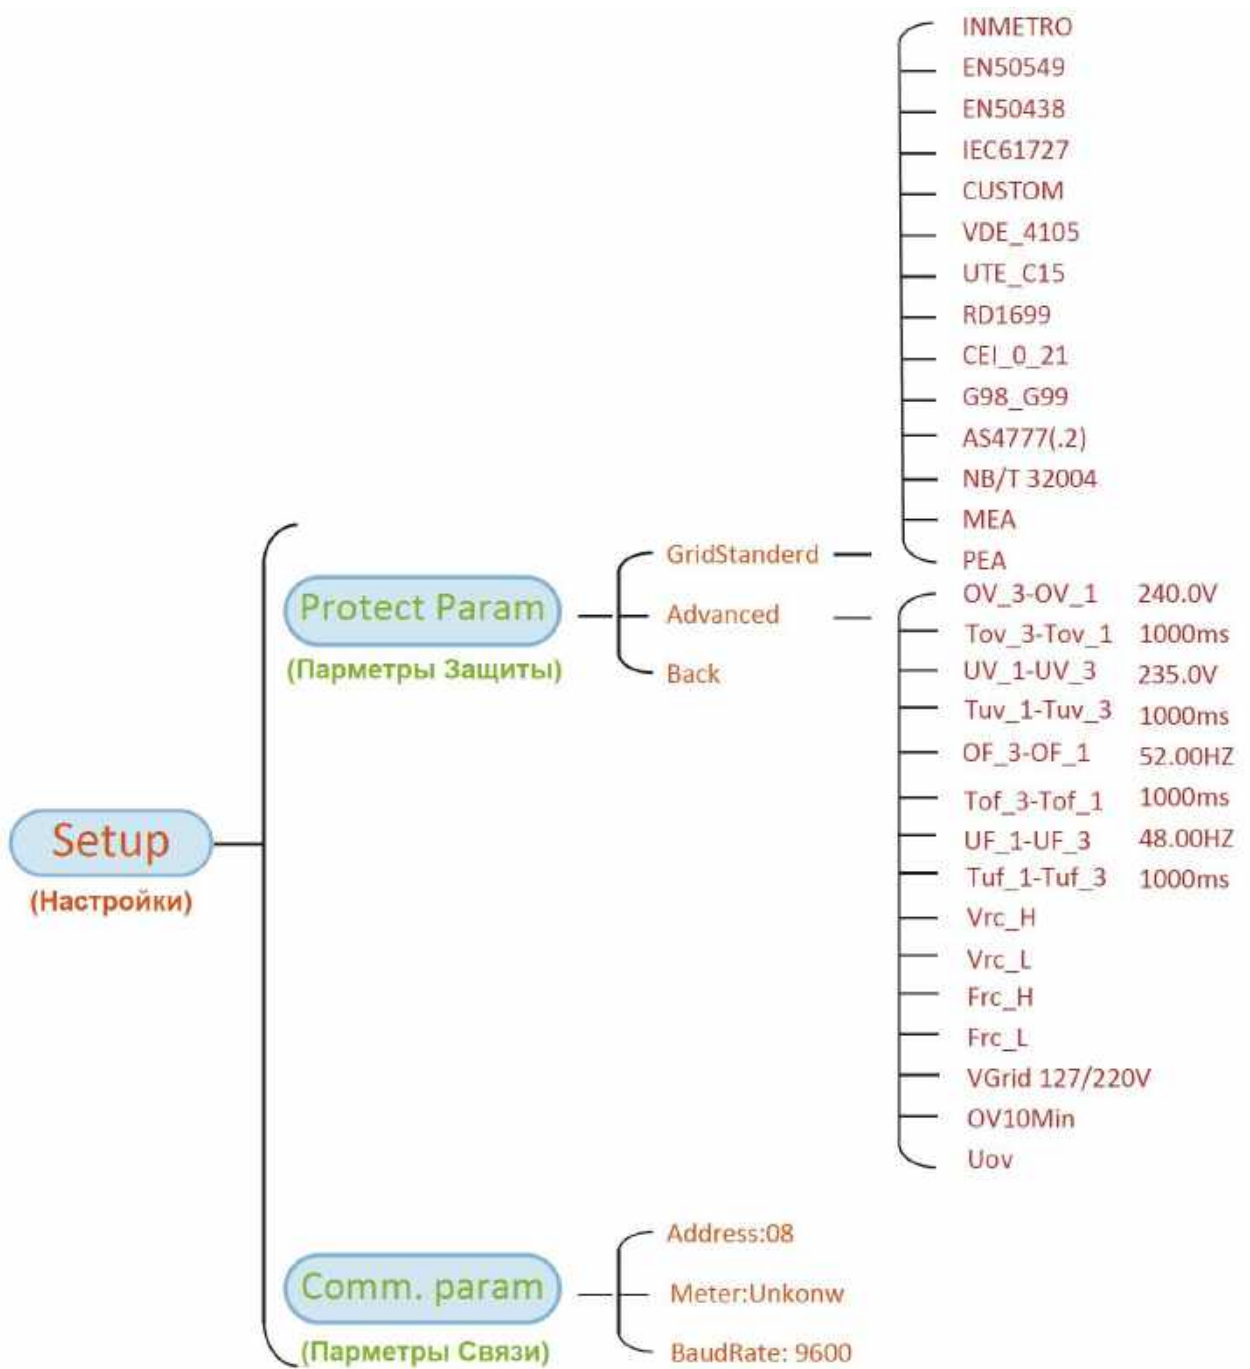 Setup
(Настройки)
Protect Param
(Парметры Защиты)
GridStanderd
INMETRO
EN50549
EN50438
IEC61727
CUSTOM
VDE_4105
UTE_C15
RD1699
CEI_0_21
G98_G99
AS4777(.2)
NB/T 32004
MEA
PEA
Advanced
OV_3-OV_1 240.0V
Tov_3-Tov_1 1000ms
UV_1-UV_3 235.0V
Tuv_1-Tuv_3 1000ms
OF_3-OF_1 52.00HZ
Tof_3-Tof_1 1000ms
UF_1-UF_3 48.00HZ
Tuf_1-Tuf_3 1000ms
Vrc_H
Vrc_L
Frc_H
Frc_L
VGrid 127/220V
OV10Min
Uov
Back
Comm. param
(Парметры Связи)
Address:08
Meter:Unkonw
BaudRate: 9600